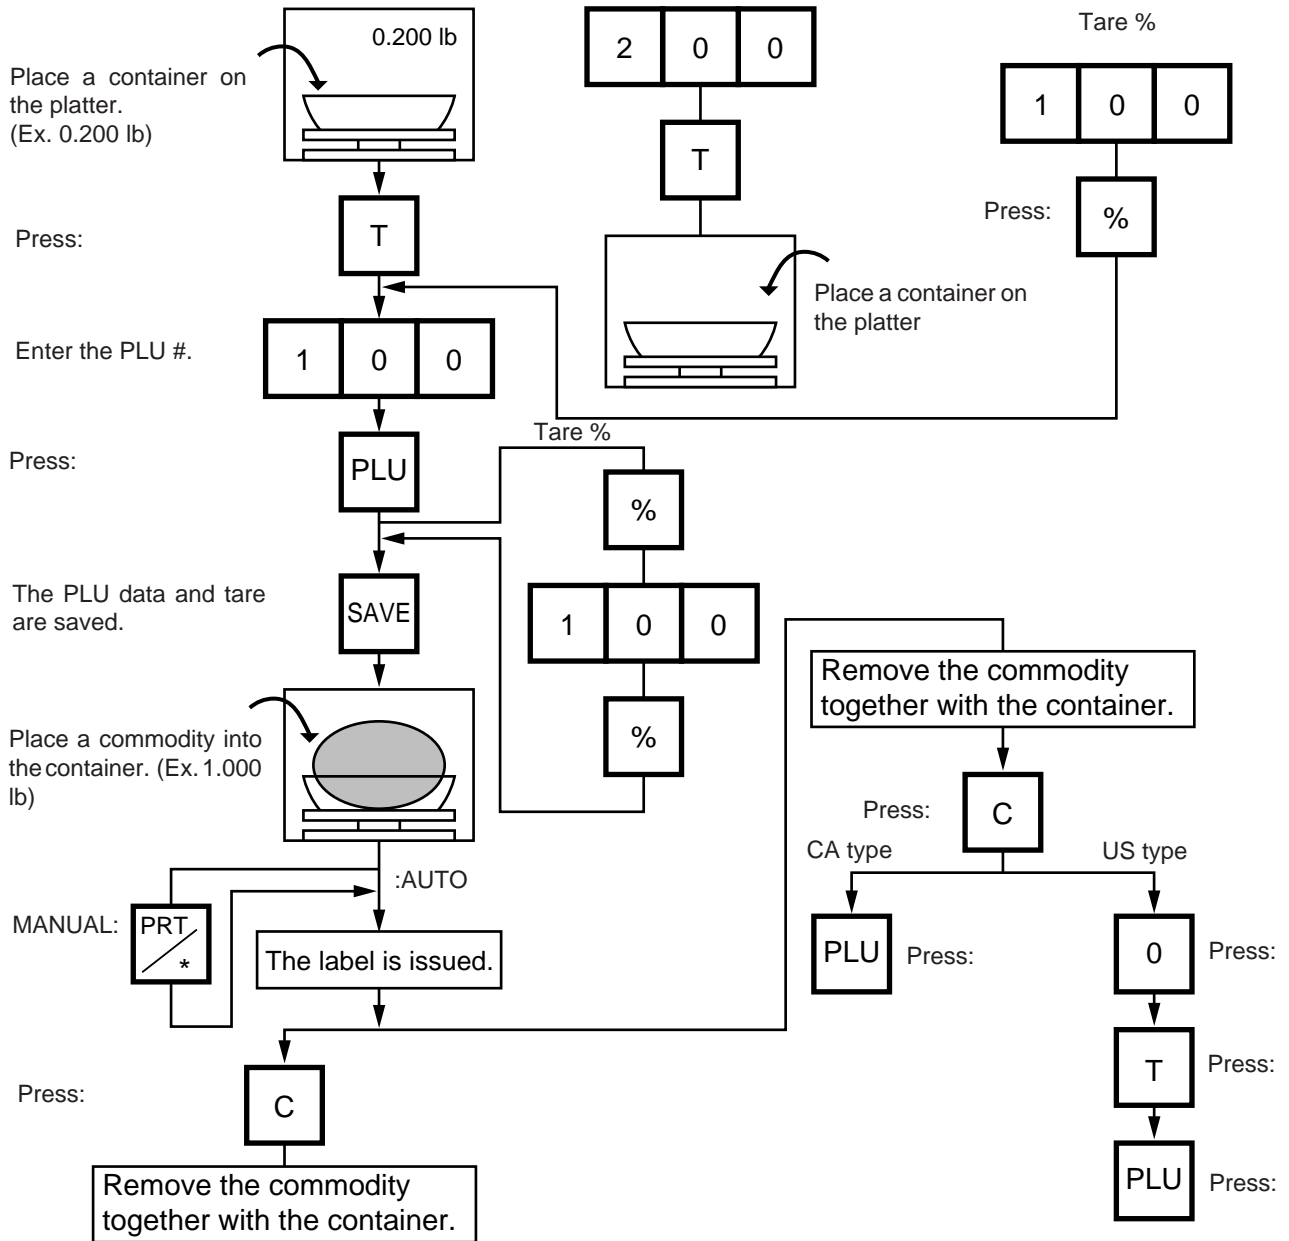 0.200 lb
Place a container on
the platter.
(Ex. 0.200 lb)
Press:
T
Enter the PLU #.
1 0 0
Press:
PLU
The PLU data and tare
are saved.
SAVE
Place a commodity into
the container. (Ex. 1.000
lb)
:AUTO
MANUAL:
PRT
*
The label is issued.
Press:
C
Remove the commodity
together with the container.
2 0 0
T
Place a container on
the platter
Tare %
1 0 0
Press:
%
Tare %
%
1 0 0
%
Remove the commodity
together with the container.
Press:
C
CA type
US type
PLU
Press:
0
Press:
T
Press:
PLU
Press: